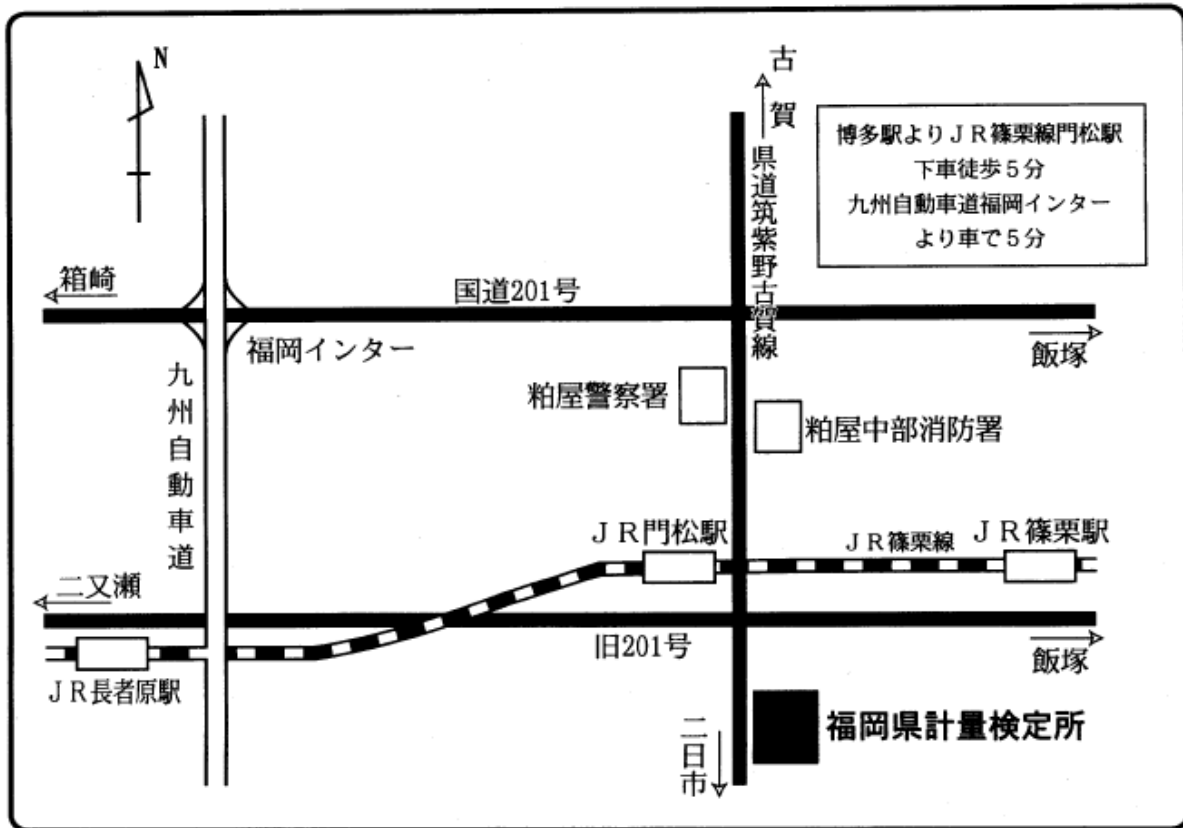 N
古賀
県道筑紫野古賀線
博多駅よりJR篠栗線門松駅
下車徒歩5分
九州自動車道福岡インター
より車で5分
箱崎
国道201号
福岡インター
飯塚
九州自動車道
粕屋警察署
粕屋中部消防署
JR門松駅
JR篠栗線
JR篠栗駅
二又瀬
旧201号
飯塚
JR長者原駅
二日市
福岡県計量検定所